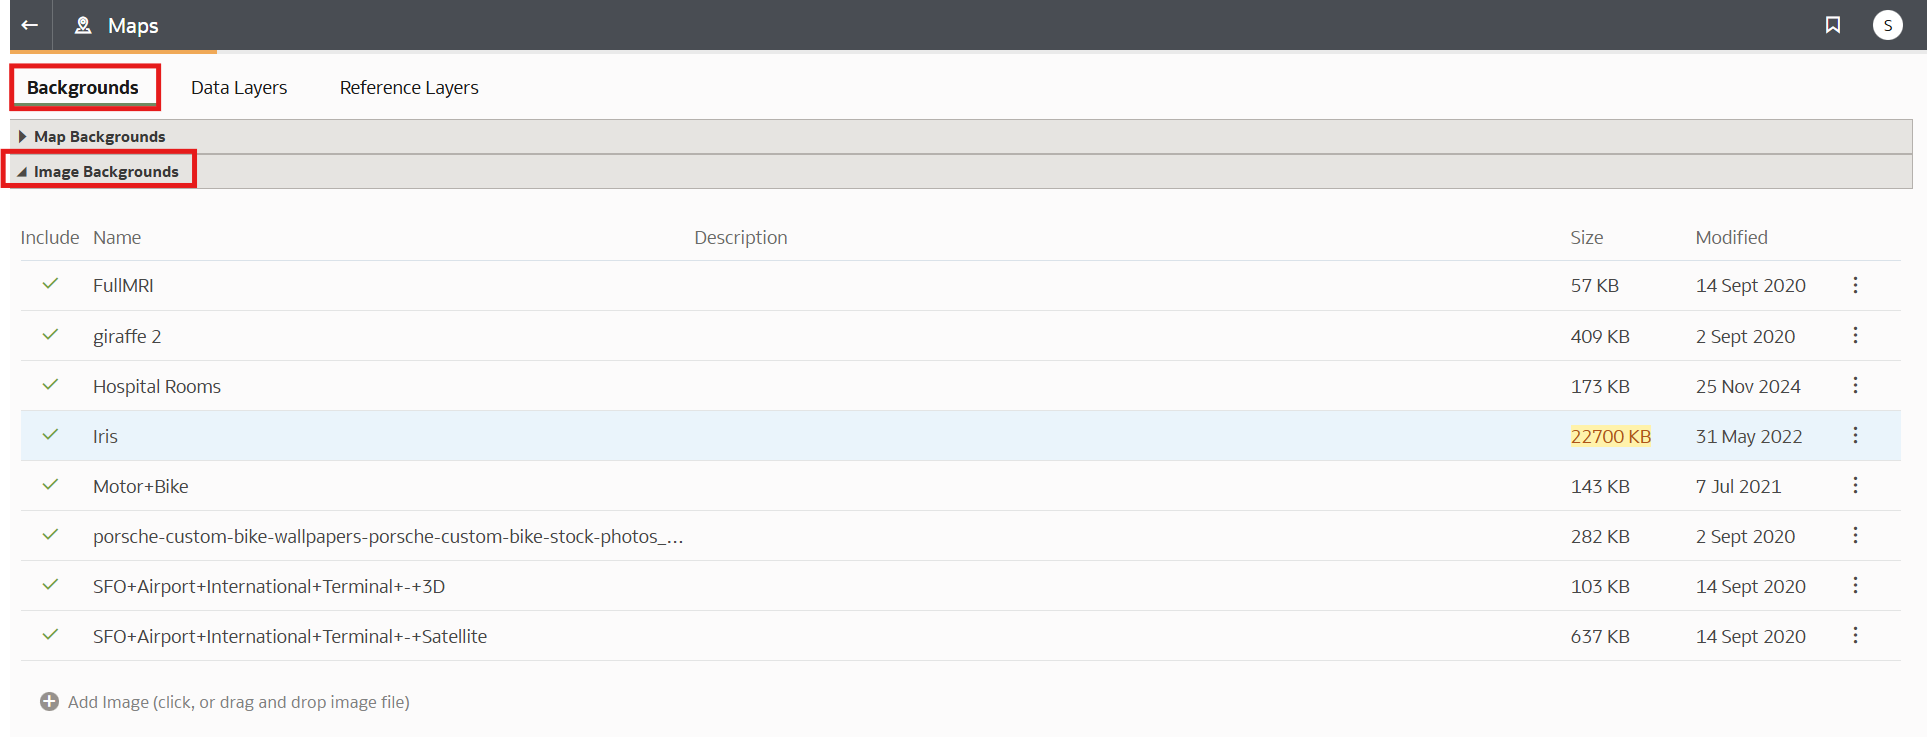 Maps
S
Backgrounds Data Layers Reference Layers
Map Backgrounds
Image Backgrounds
Include Name Description Size Modified
FullMRI 57 KB 14 Sept 2020
giraffe 2 409 KB 2 Sept 2020
Hospital Rooms 173 KB 25 Nov 2024
Iris 22700 KB 31 May 2022
Motor+Bike 143 KB 7 Jul 2021
porsche-custom-bike-wallpapers-porsche-custom-bike-stock-photos_... 282 KB 2 Sept 2020
SFO+Airport+International+Terminal+-+3D 103 KB 14 Sept 2020
SFO+Airport+International+Terminal+-+Satellite 637 KB 14 Sept 2020
Add Image (click, or drag and drop image file)